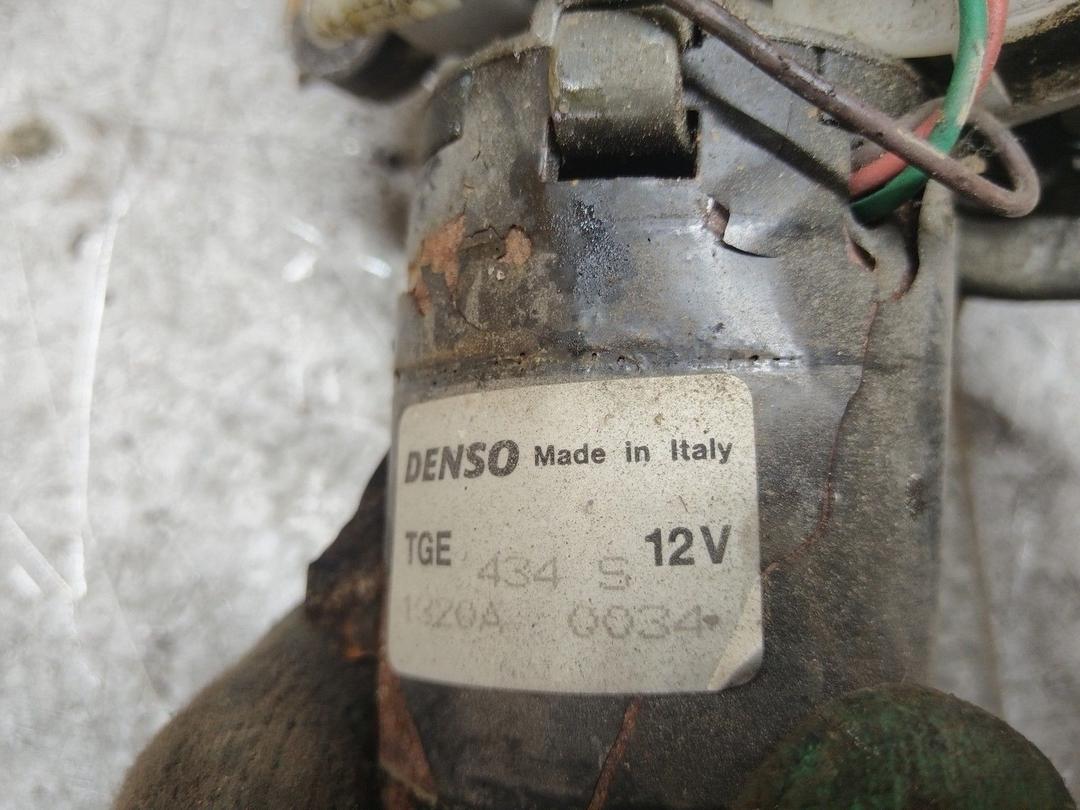 DENSO Made in Italy
TGE 434 S 12V
1320A 0034